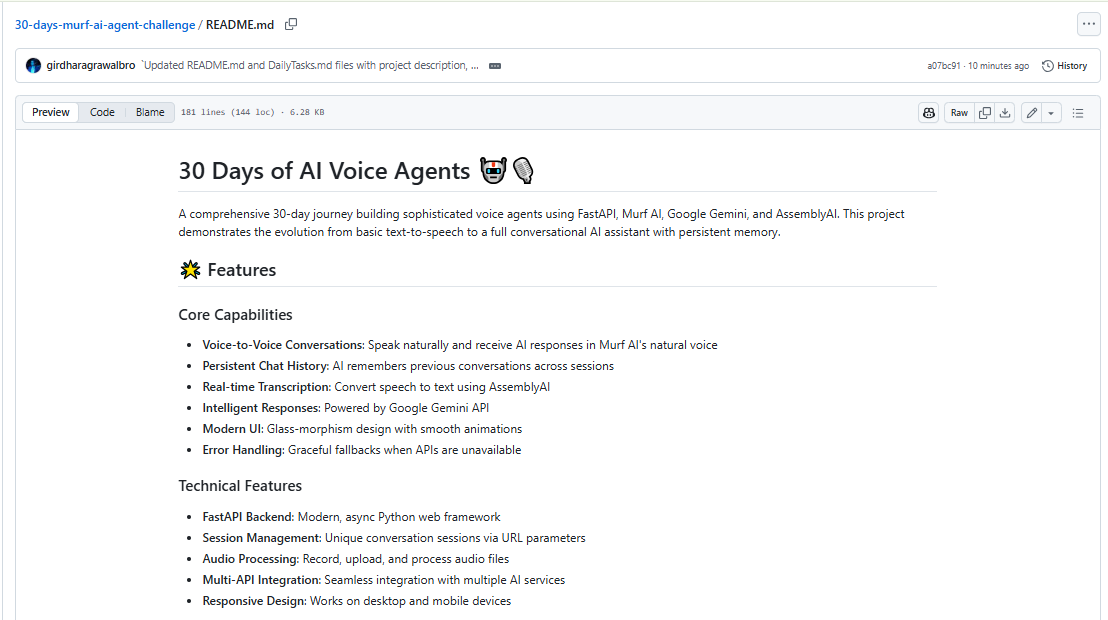 30-days-murf-ai-agent-challenge / README.md
girdharagrawalbro `Updated README.md and DailyTasks.md files with project description, ... a07bc91 · 10 minutes ago History
Preview Code Blame 181 lines (144 loc) · 6.28 KB Raw
30 Days of AI Voice Agents
A comprehensive 30-day journey building sophisticated voice agents using FastAPI, Murf AI, Google Gemini, and AssemblyAI. This project
demonstrates the evolution from basic text-to-speech to a full conversational AI assistant with persistent memory.
Features
Core Capabilities
• Voice-to-Voice Conversations: Speak naturally and receive AI responses in Murf AI's natural voice
• Persistent Chat History: AI remembers previous conversations across sessions
• Real-time Transcription: Convert speech to text using AssemblyAI
• Intelligent Responses: Powered by Google Gemini API
• Modern UI: Glass-morphism design with smooth animations
• Error Handling: Graceful fallbacks when APIs are unavailable
Technical Features
• FastAPI Backend: Modern, async Python web framework
• Session Management: Unique conversation sessions via URL parameters
• Audio Processing: Record, upload, and process audio files
• Multi-API Integration: Seamless integration with multiple AI services
• Responsive Design: Works on desktop and mobile devices